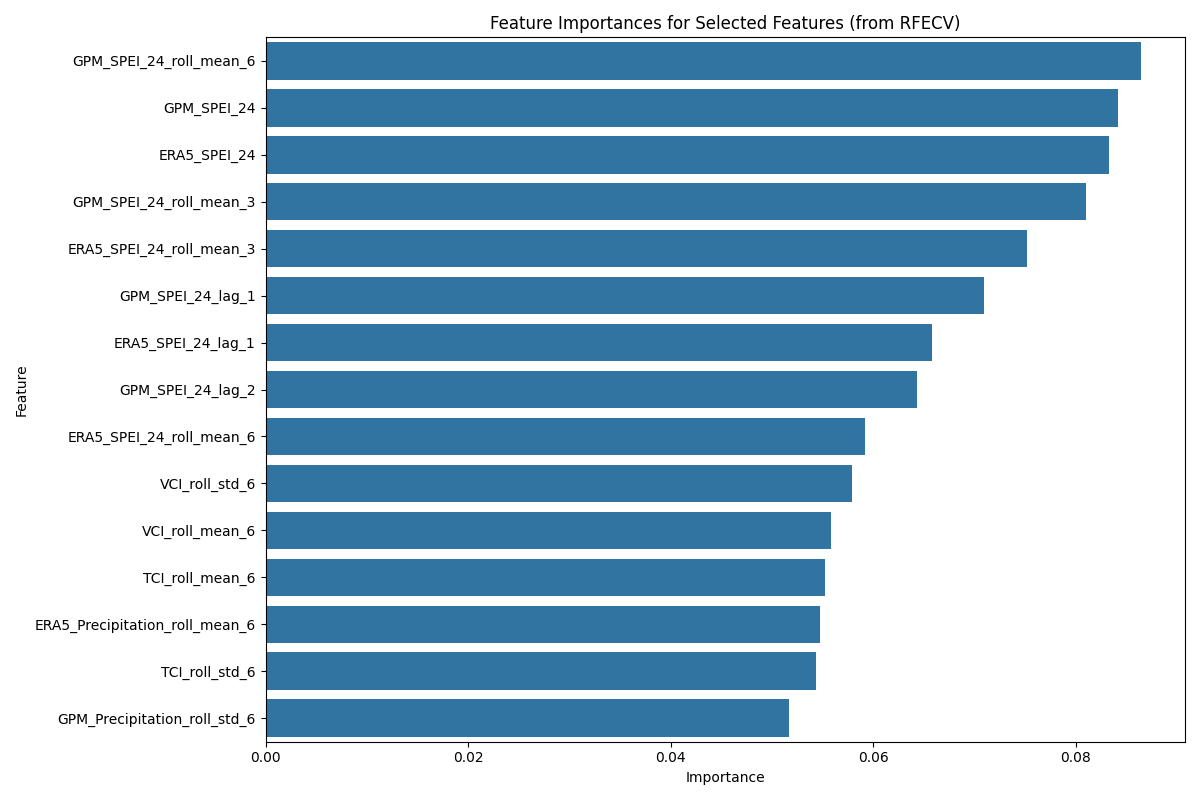 Feature Importances for Selected Features (from RFECV)
GPM_SPEI_24_roll_mean_6
GPM_SPEI_24
ERA5_SPEI_24
GPM_SPEI_24_roll_mean_3
ERA5_SPEI_24_roll_mean_3
GPM_SPEI_24_lag_1
ERA5_SPEI_24_lag_1
GPM_SPEI_24_lag_2
ERA5_SPEI_24_roll_mean_6
VCI_roll_std_6
VCI_roll_mean_6
TCI_roll_mean_6
ERA5_Precipitation_roll_mean_6
TCI_roll_std_6
GPM_Precipitation_roll_std_6
Feature
0.00 0.02 0.04 0.06 0.08
Importance